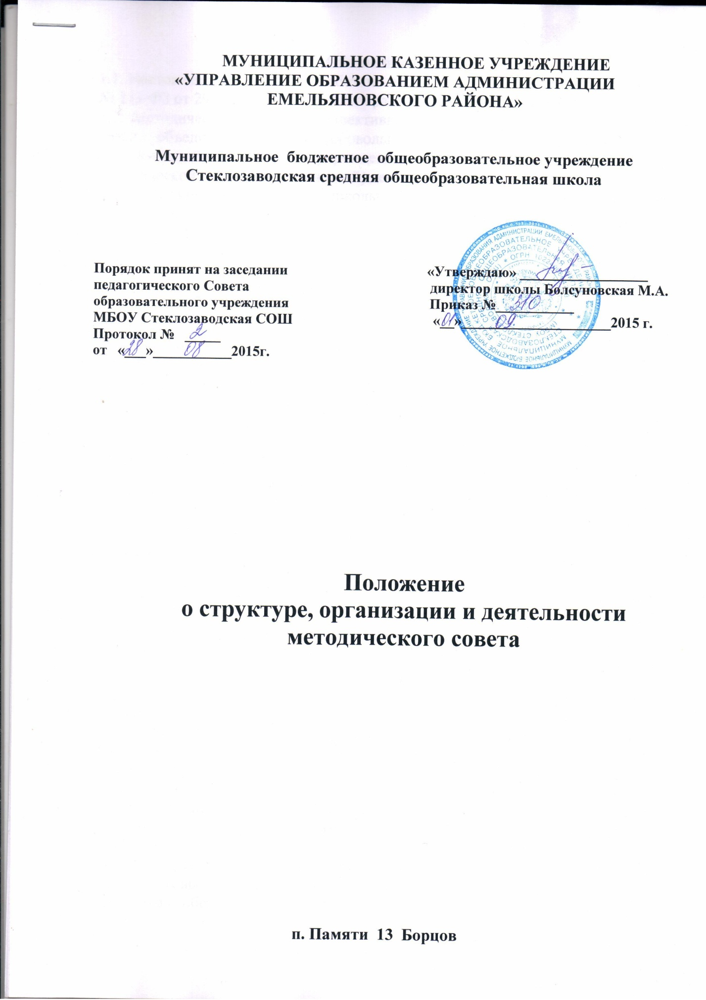 МУНИЦИПАЛЬНОЕ КАЗЕННОЕ УЧРЕЖДЕНИЕ
«УПРАВЛЕНИЕ ОБРАЗОВАНИЕМ АДМИНИСТРАЦИИ
ЕМЕЛЬЯНОВСКОГО РАЙОНА»
Муниципальное бюджетное общеобразовательное учреждение
Стеклозаводская средняя общеобразовательная школа
Порядок принят на заседании
педагогического Совета
образовательного учреждения
МБОУ Стеклозаводская СОШ
Протокол № 2
от «28» 08 2015г.
«Утверждаю»
директор школы Болсуновская М.А.
Приказ № 310
«01» 09. 2015 г.
Положение
о структуре, организации и деятельности
методического совета
п. Памяти 13 Борцов